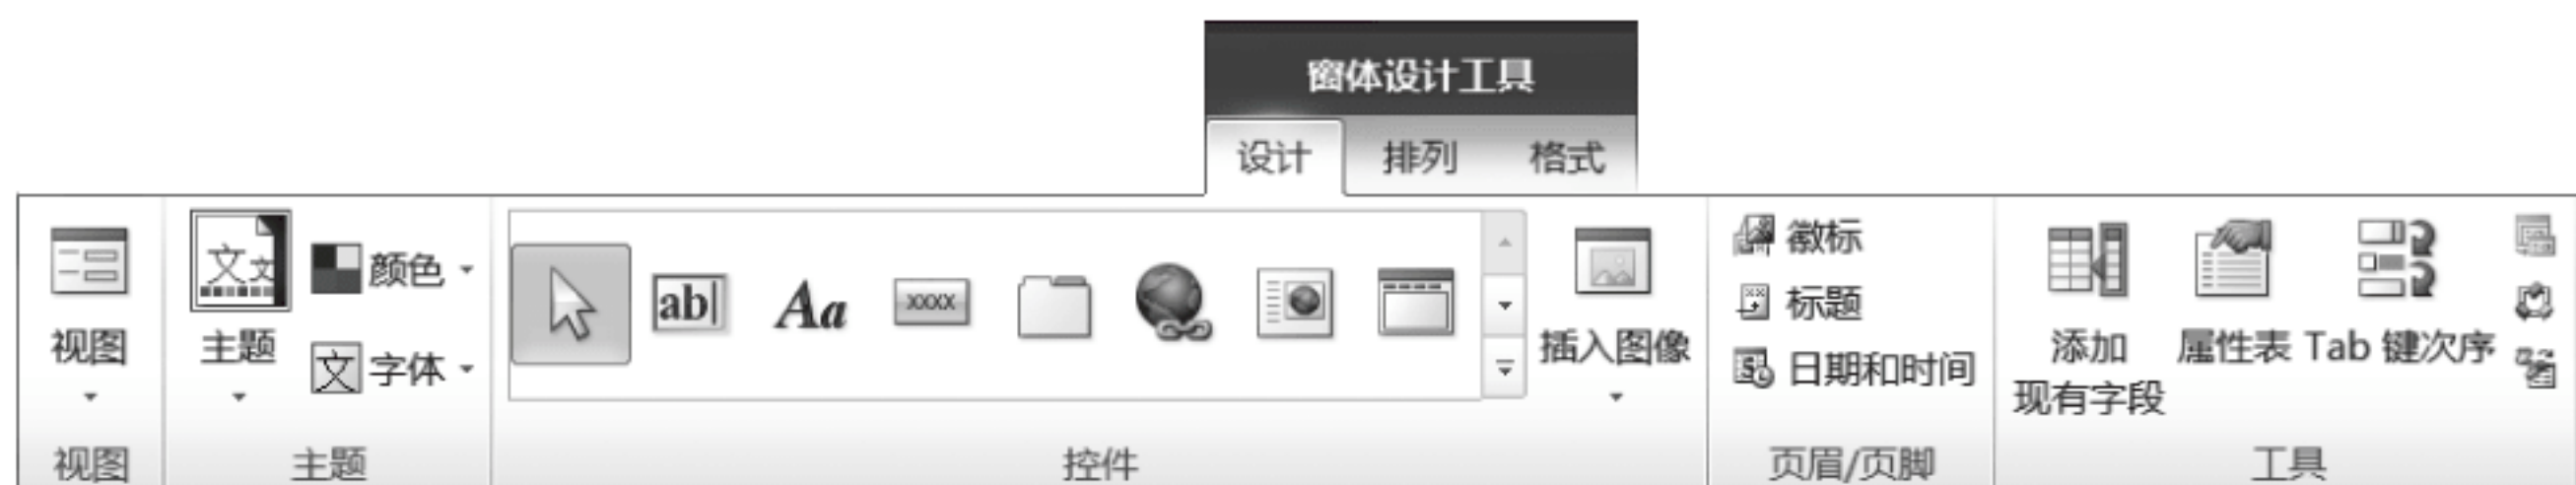 窗体设计工具
设计 排列 格式
视图
视图
文文
主题
颜色
文 字体
主题
ab|
Aa
XXXX
插入图像
控件
徽标
标题
日期和时间
页眉/页脚
添加
现有字段
属性表
Tab 键次序
工具